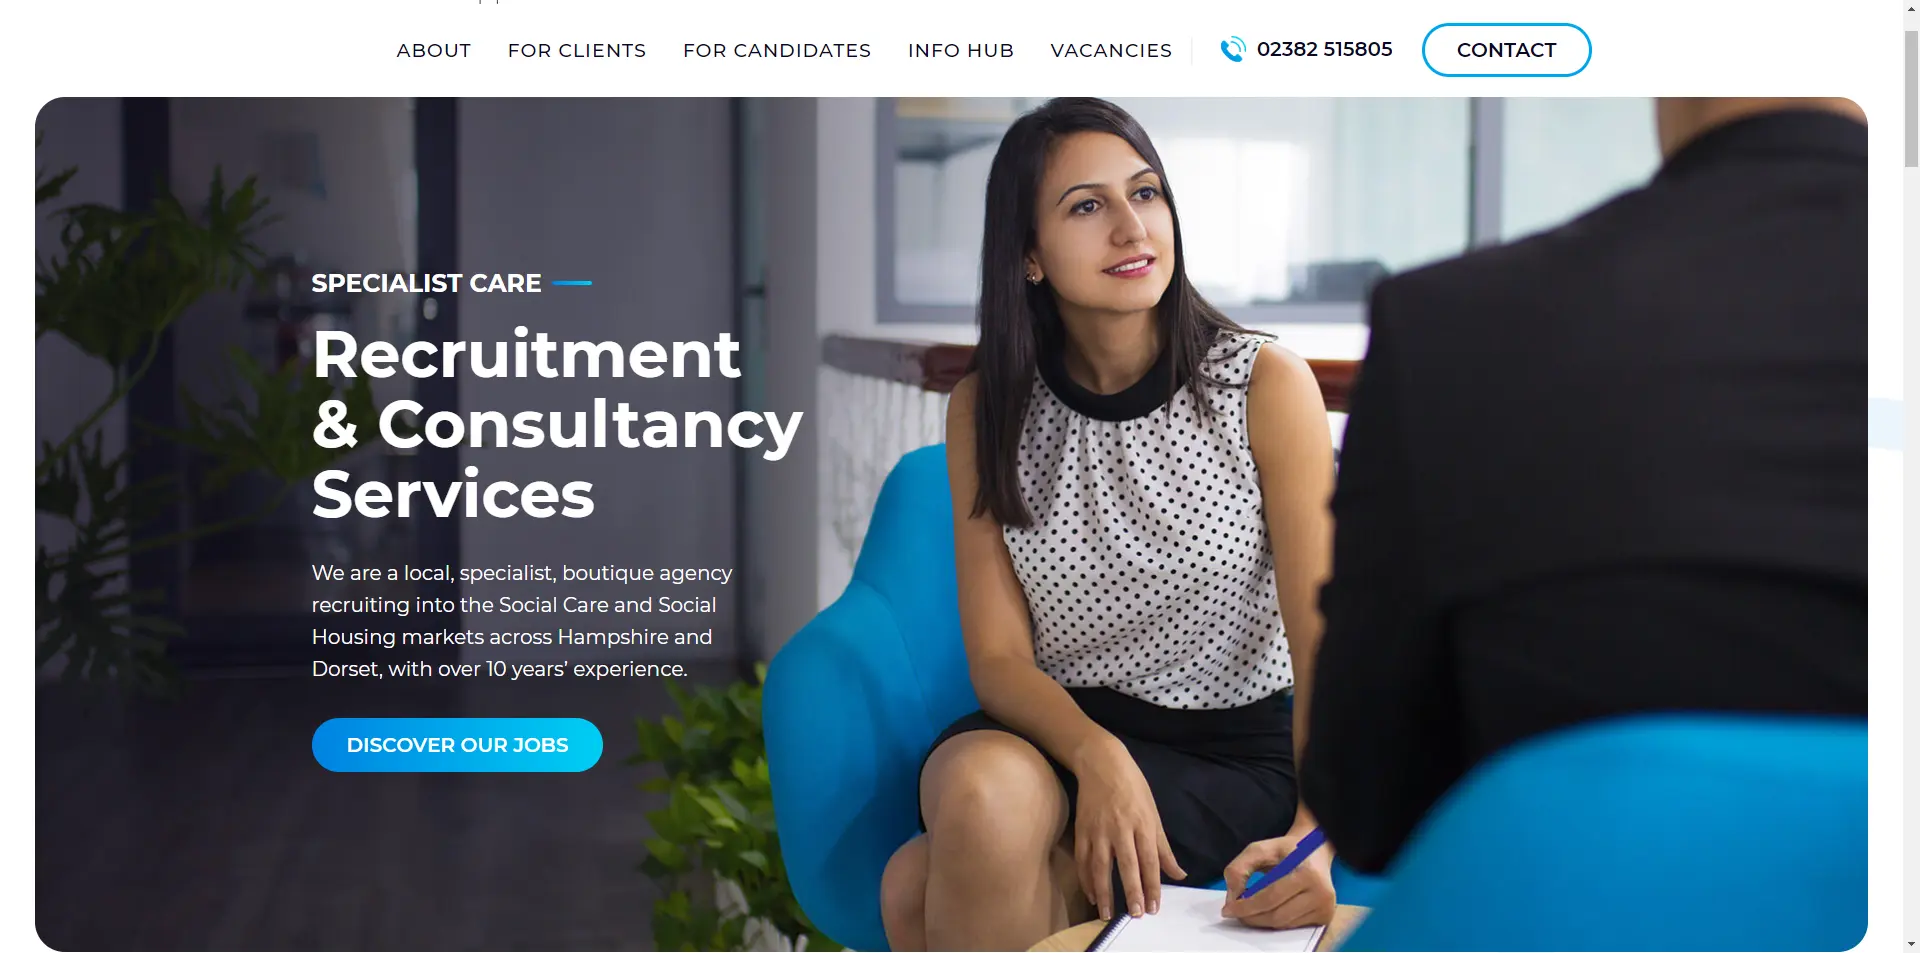 ABOUT FOR CLIENTS FOR CANDIDATES INFO HUB VACANCIES 02382 515805 CONTACT
SPECIALIST CARE
Recruitment
& Consultancy
Services
We are a local, specialist, boutique agency
recruiting into the Social Care and Social
Housing markets across Hampshire and
Dorset, with over 10 years’ experience.
DISCOVER OUR JOBS